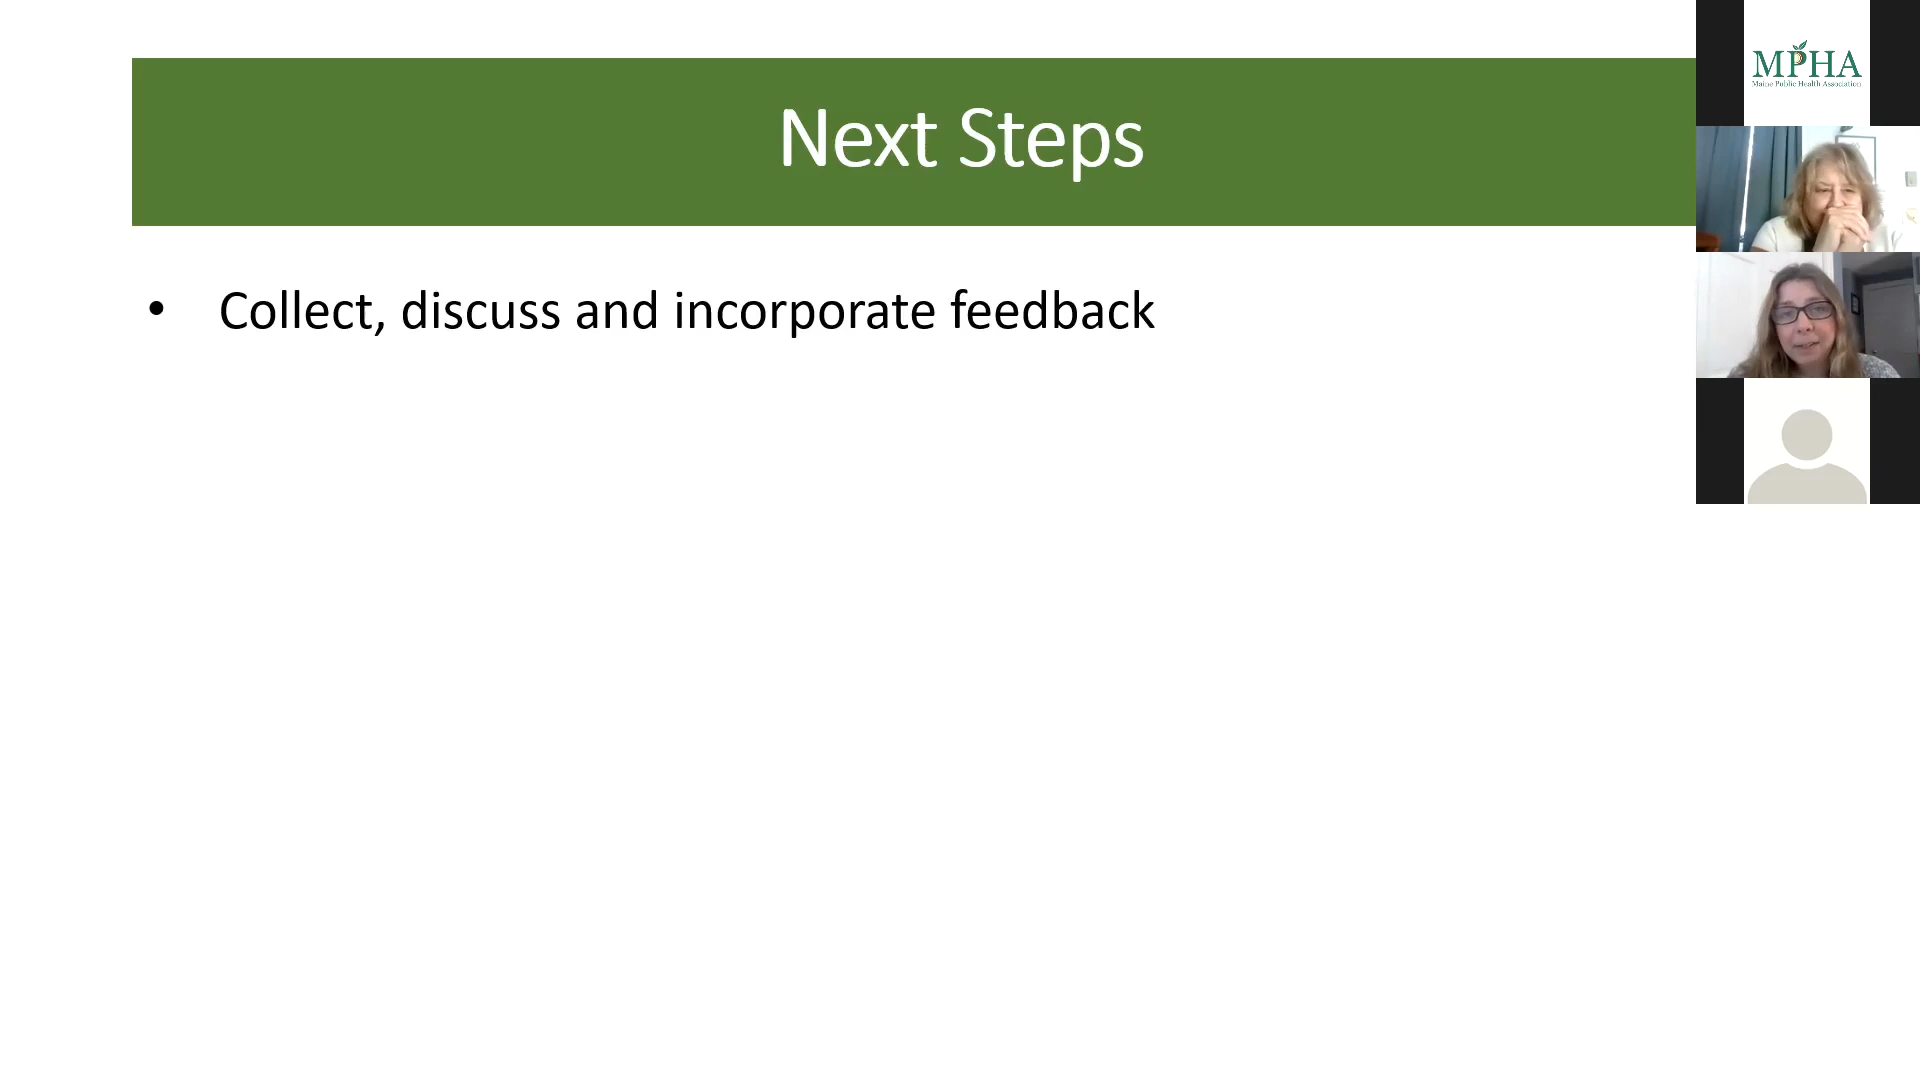 Next Steps
• Collect, discuss and incorporate feedback
MPHA
Maine Public Health Association